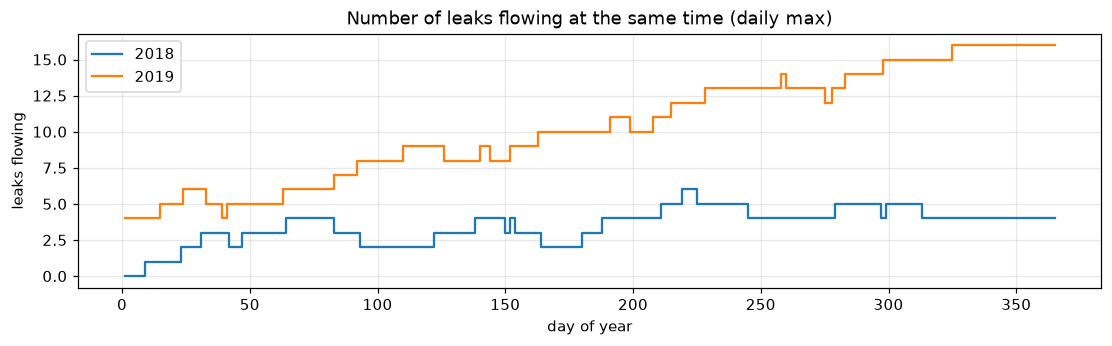 Number of leaks flowing at the same time (daily max)
2018
2019
15.0
12.5
10.0
7.5
5.0
2.5
0.0
leaks flowing
0 50 100 150 200 250 300 350
day of year